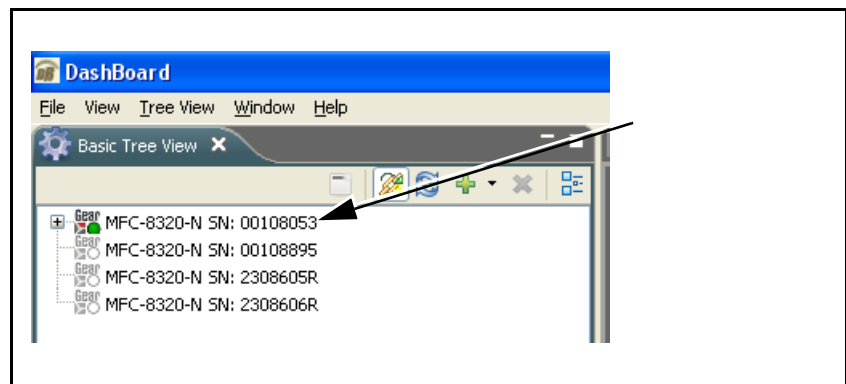 DashBoard
File View Tree View Window Help
Basic Tree View
Gear MFC-8320-N SN: 00108053
Gear MFC-8320-N SN: 00108895
Gear MFC-8320-N SN: 2308605R
Gear MFC-8320-N SN: 2308606R